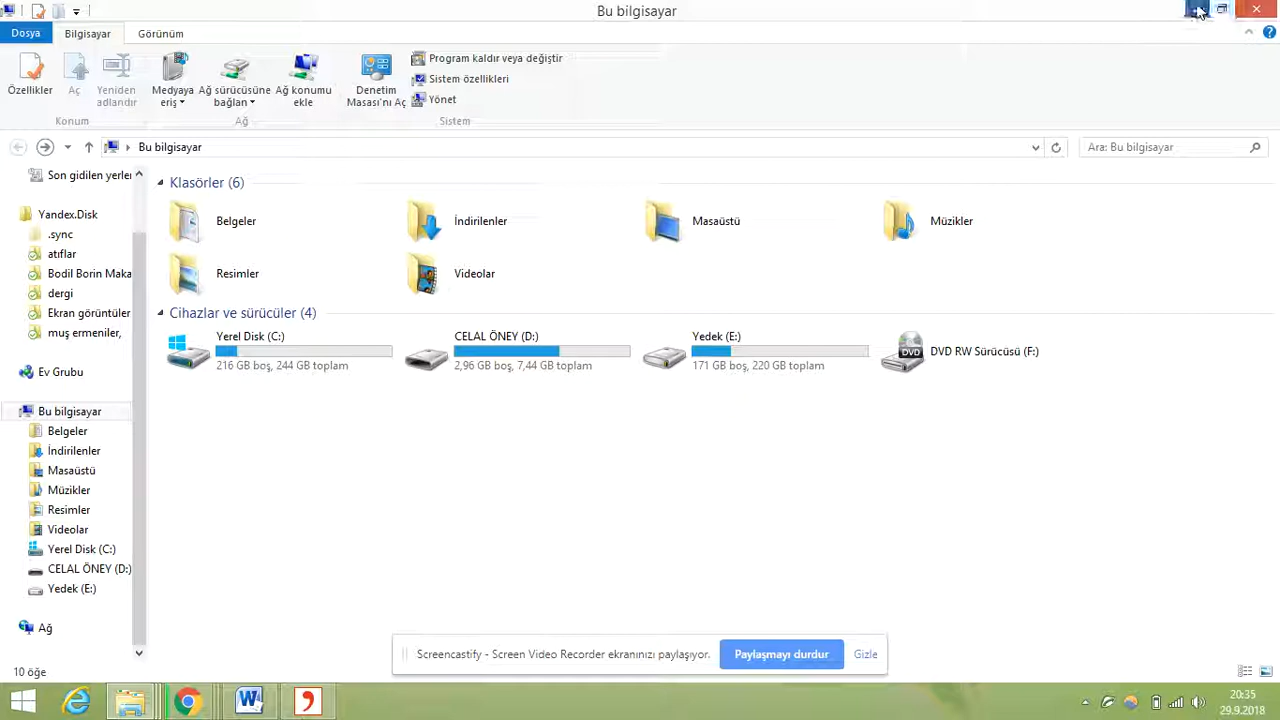 Bu bilgisayar
Dosya
Bilgisayar
Görünüm
Özellikler
Aç
Yeniden adlandır
Medyaya eriş
Ağ sürücüsüne bağlan
Ağ konumu ekle
Denetim Masası'nı Aç
Program kaldır veya değiştir
Sistem özellikleri
Yönet
Konum
Ağ
Sistem
Bu bilgisayar
Ara: Bu bilgisayar
Son gidilen yerler
Yandex.Disk
.sync
atıflar
Bodil Borin Maka
dergi
Ekran görüntüler
muş ermeniler,
Ev Grubu
Bu bilgisayar
Belgeler
İndirilenler
Masaüstü
Müzikler
Resimler
Videolar
Yerel Disk (C:)
CELAL ÖNEY (D:)
Yedek (E:)
Ağ
Klasörler (6)
Belgeler
İndirilenler
Masaüstü
Müzikler
Resimler
Videolar
Cihazlar ve sürücüler (4)
Yerel Disk (C:)
216 GB boş, 244 GB toplam
CELAL ÖNEY (D:)
2,96 GB boş, 7,44 GB toplam
Yedek (E:)
171 GB boş, 220 GB toplam
DVD
DVD RW Sürücüsü (F:)
Screencastify - Screen Video Recorder ekranınızı paylaşıyor.
Paylaşmayı durdur
Gizle
10 öğe
20:35
29.9.2018